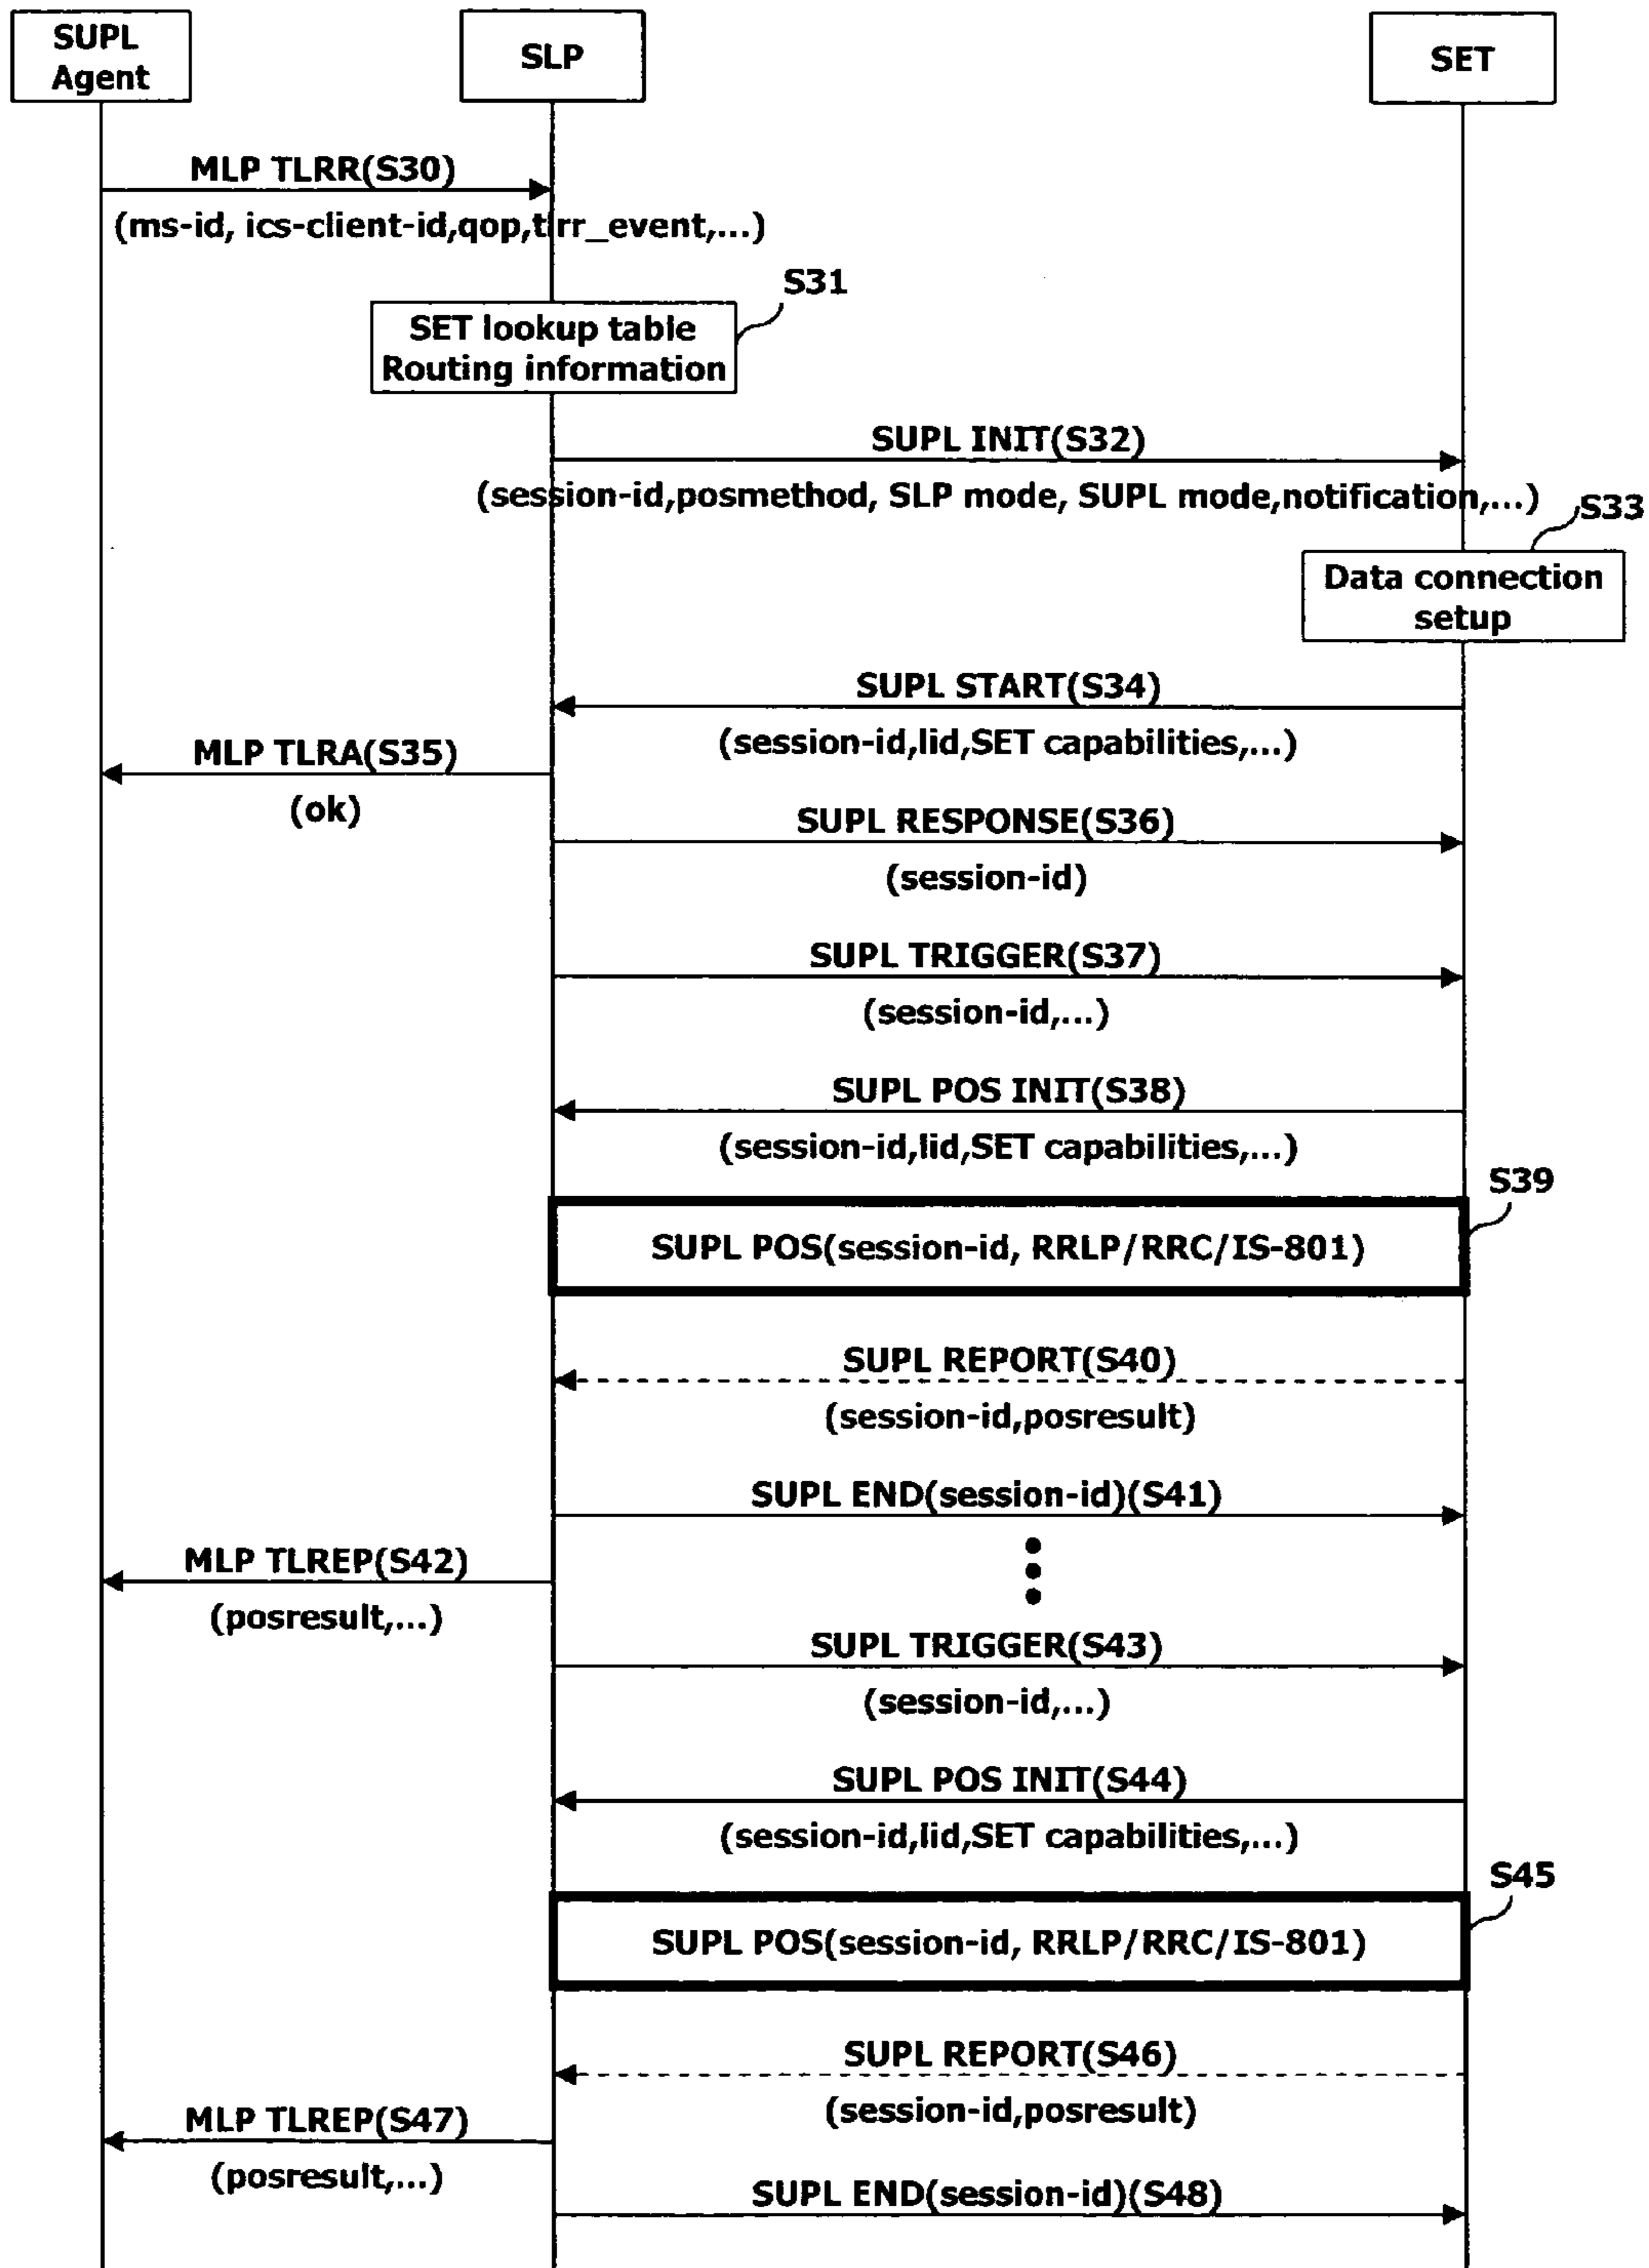 SUPL
Agent
SLP
SET
MLP TLRR(S30)
(ms-id, ics-client-id,qop,tlrr_event,...)
S31
SET lookup table
Routing information
SUPL INIT(S32)
(session-id,posmethod, SLP mode, SUPL mode,notification,...)
S33
Data connection
setup
SUPL START(S34)
(session-id,lid,SET capabilities,...)
MLP TLRA(S35)
(ok)
SUPL RESPONSE(S36)
(session-id)
SUPL TRIGGER(S37)
(session-id,...)
SUPL POS INIT(S38)
(session-id,lid,SET capabilities,...)
S39
SUPL POS(session-id, RRLP/RRC/IS-801)
SUPL REPORT(S40)
(session-id,posresult)
SUPL END(session-id)(S41)
MLP TLREP(S42)
(posresult,...)
SUPL TRIGGER(S43)
(session-id,...)
SUPL POS INIT(S44)
(session-id,lid,SET capabilities,...)
S45
SUPL POS(session-id, RRLP/RRC/IS-801)
SUPL REPORT(S46)
(session-id,posresult)
MLP TLREP(S47)
(posresult,...)
SUPL END(session-id)(S48)